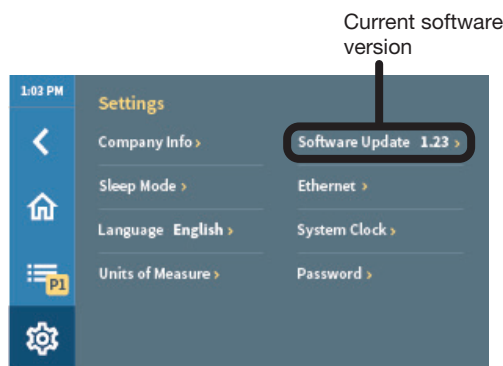 Current software
version
1:03 PM
Settings
Company Info >
Software Update 1.23 >
Sleep Mode >
Ethernet >
Language English >
System Clock >
P1
Units of Measure >
Password >